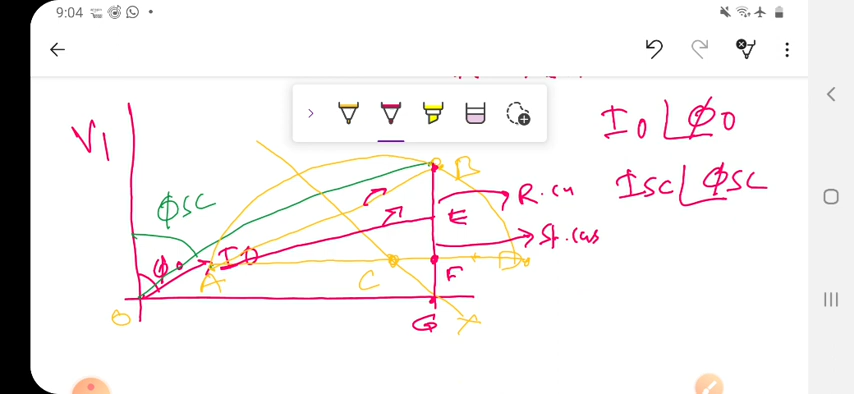 9:04
I0∠Φ0
V1
B
ISC∠ΦSC
R.cu
ΦSC
E
St.cus
Φ0 I0
A
C
F
D
O
G
X